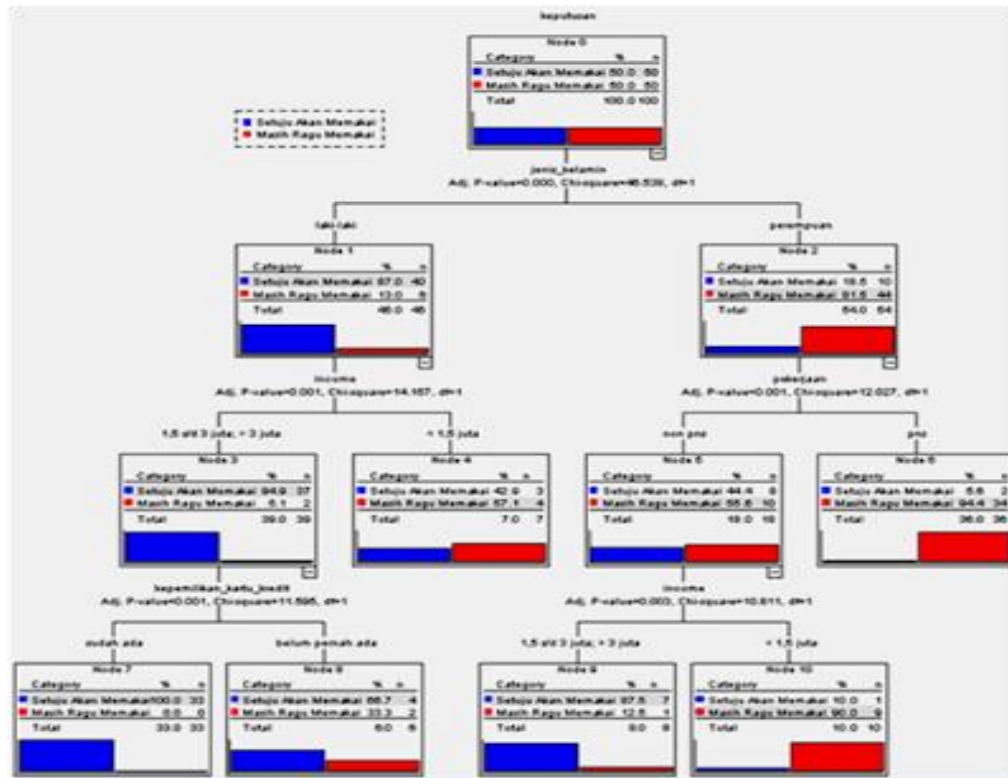 keputusan
Node 0
Category % n
Setuju Akan Memakai 50.0 50
Masih Ragu Memakai 50.0 50
Total 100.0 100
Setuju Akan Memakai
Masih Ragu Memakai
jenis_kelamin
Adj. P-value=0.000, Chi-square=46.539, df=1
laki-laki
perempuan
Node 1
Category % n
Setuju Akan Memakai 87.0 40
Masih Ragu Memakai 13.0 6
Total 46.0 46
Node 2
Category % n
Setuju Akan Memakai 18.5 10
Masih Ragu Memakai 81.5 44
Total 54.0 54
income
Adj. P-value=0.001, Chi-square=14.167, df=1
pekerjaan
Adj. P-value=0.001, Chi-square=12.027, df=1
1,5 s/d 3 juta; > 3 juta
< 1,5 juta
non pns
pns
Node 3
Category % n
Setuju Akan Memakai 94.9 37
Masih Ragu Memakai 5.1 2
Total 39.0 39
Node 4
Category % n
Setuju Akan Memakai 42.9 3
Masih Ragu Memakai 57.1 4
Total 7.0 7
Node 5
Category % n
Setuju Akan Memakai 44.4 8
Masih Ragu Memakai 55.6 10
Total 18.0 18
Node 6
Category % n
Setuju Akan Memakai 5.6 2
Masih Ragu Memakai 94.4 34
Total 36.0 36
kepemilikan_kartu_kredit
Adj. P-value=0.001, Chi-square=11.595, df=1
income
Adj. P-value=0.003, Chi-square=10.811, df=1
sudah ada
belum pernah ada
1,5 s/d 3 juta; > 3 juta
< 1,5 juta
Node 7
Category % n
Setuju Akan Memakai 100.0 33
Masih Ragu Memakai 0.0 0
Total 33.0 33
Node 8
Category % n
Setuju Akan Memakai 66.7 4
Masih Ragu Memakai 33.3 2
Total 6.0 6
Node 9
Category % n
Setuju Akan Memakai 87.5 7
Masih Ragu Memakai 12.5 1
Total 8.0 8
Node 10
Category % n
Setuju Akan Memakai 10.0 1
Masih Ragu Memakai 90.0 9
Total 10.0 10